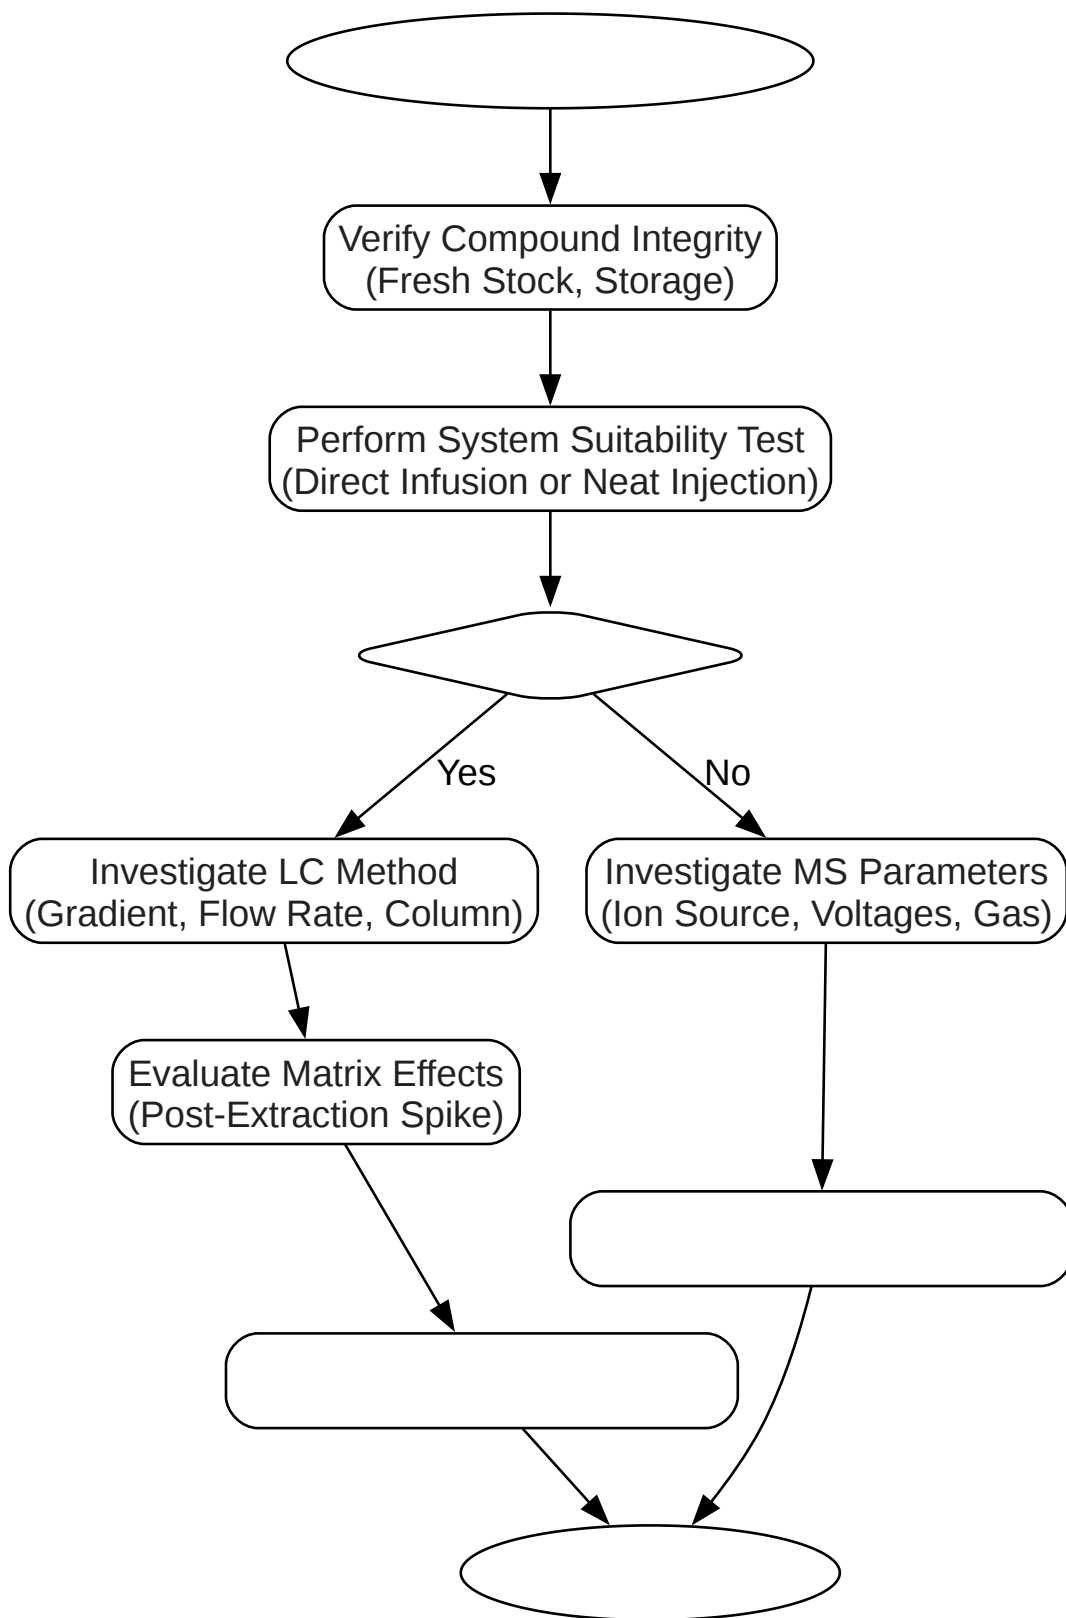 Verify Compound Integrity
(Fresh Stock, Storage)
Perform System Suitability Test
(Direct Infusion or Neat Injection)
Yes
No
Investigate LC Method
(Gradient, Flow Rate, Column)
Investigate MS Parameters
(Ion Source, Voltages, Gas)
Evaluate Matrix Effects
(Post-Extraction Spike)